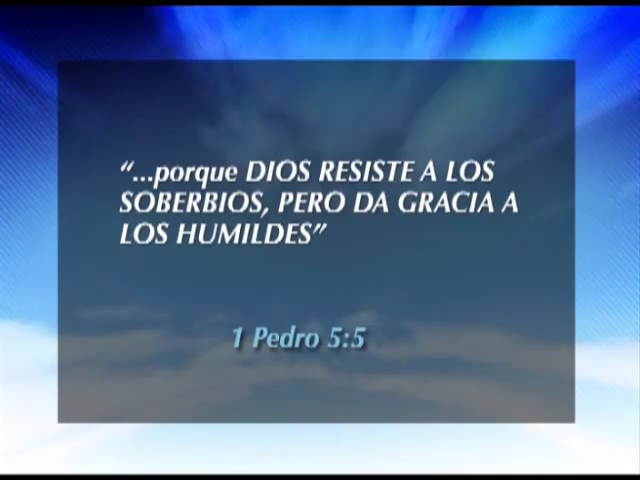 “...porque DIOS RESISTE A LOS
SOBERBIOS, PERO DA GRACIA A
LOS HUMILDES”
1 Pedro 5:5